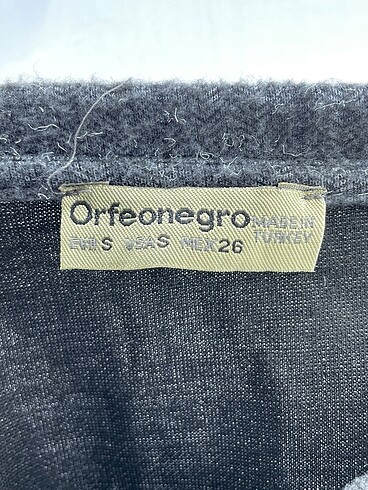 Orfeonegro MADE IN
TURKEY
EUR S USA S MEX 26